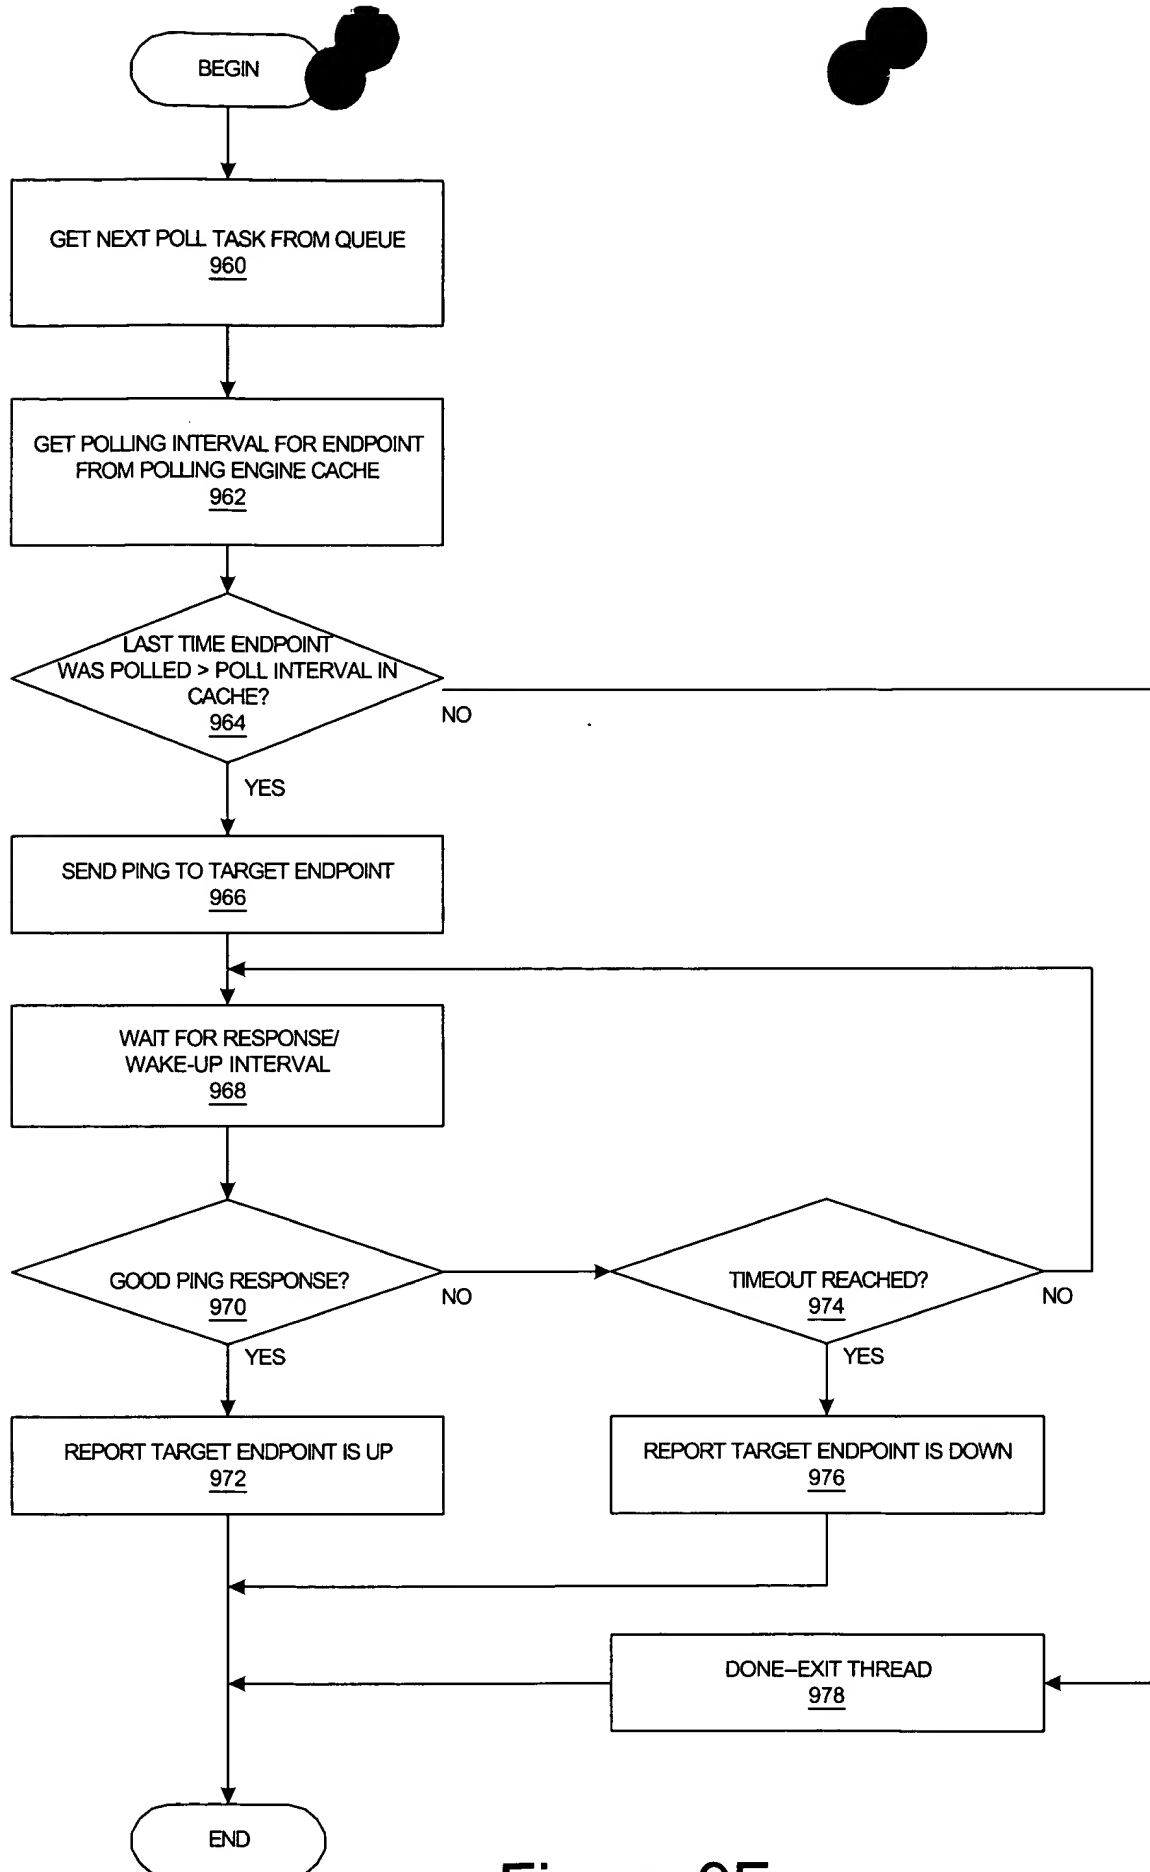 BEGIN
GET NEXT POLL TASK FROM QUEUE
960
GET POLLING INTERVAL FOR ENDPOINT
FROM POLLING ENGINE CACHE
962
LAST TIME ENDPOINT
WAS POLLED > POLL INTERVAL IN
CACHE?
964
NO
YES
SEND PING TO TARGET ENDPOINT
966
WAIT FOR RESPONSE/
WAKE-UP INTERVAL
968
GOOD PING RESPONSE?
970
NO
YES
TIMEOUT REACHED?
974
NO
YES
REPORT TARGET ENDPOINT IS UP
972
REPORT TARGET ENDPOINT IS DOWN
976
DONE–EXIT THREAD
978
END